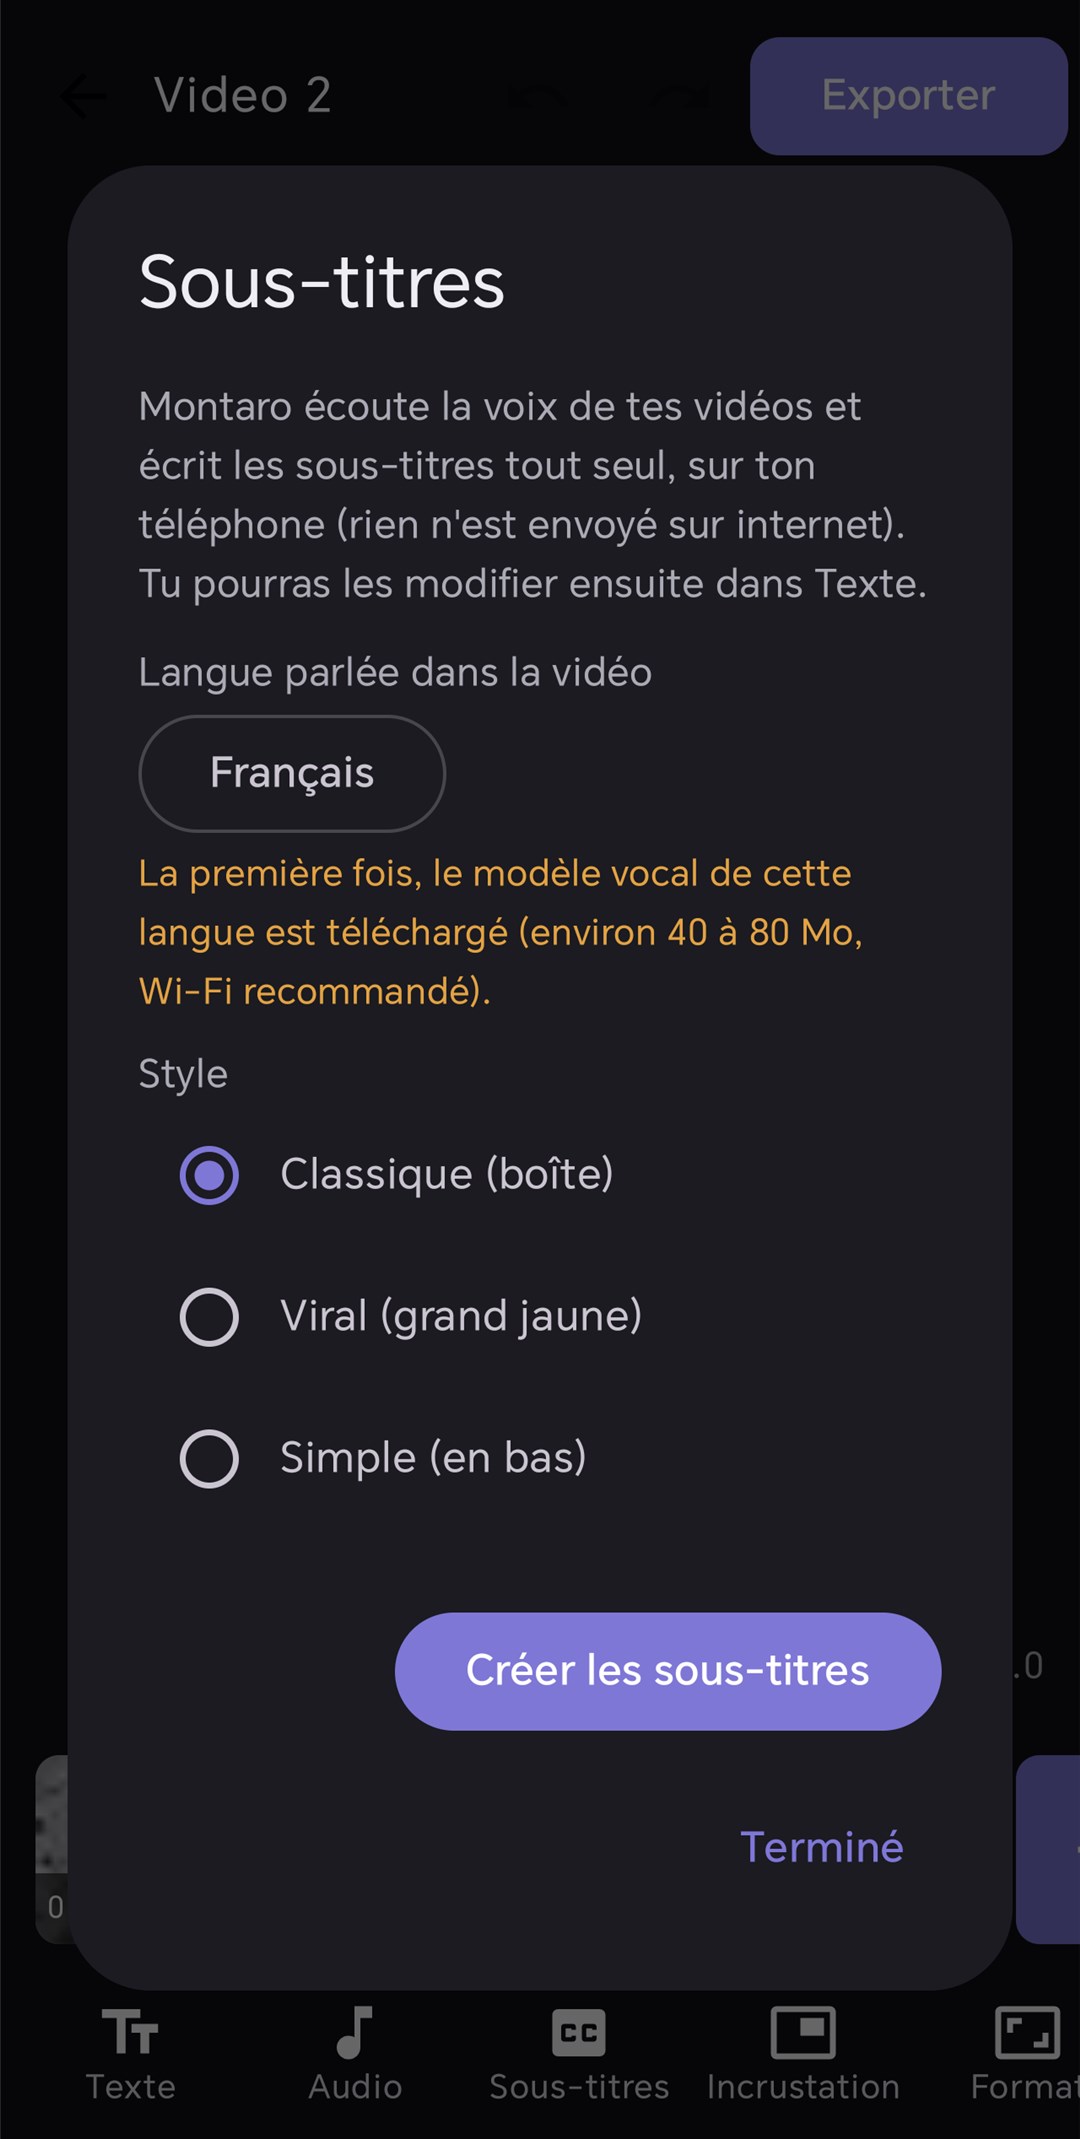 Video 2
Exporter
Sous-titres
Montaro écoute la voix de tes vidéos et
écrit les sous-titres tout seul, sur ton
téléphone (rien n'est envoyé sur internet).
Tu pourras les modifier ensuite dans Texte.
Langue parlée dans la vidéo
Français
La première fois, le modèle vocal de cette
langue est téléchargé (environ 40 à 80 Mo,
Wi-Fi recommandé).
Style
Classique (boîte)
Viral (grand jaune)
Simple (en bas)
Créer les sous-titres
.0
Terminé
0
Texte
Audio
CC
Sous-titres
Incrustation
Format